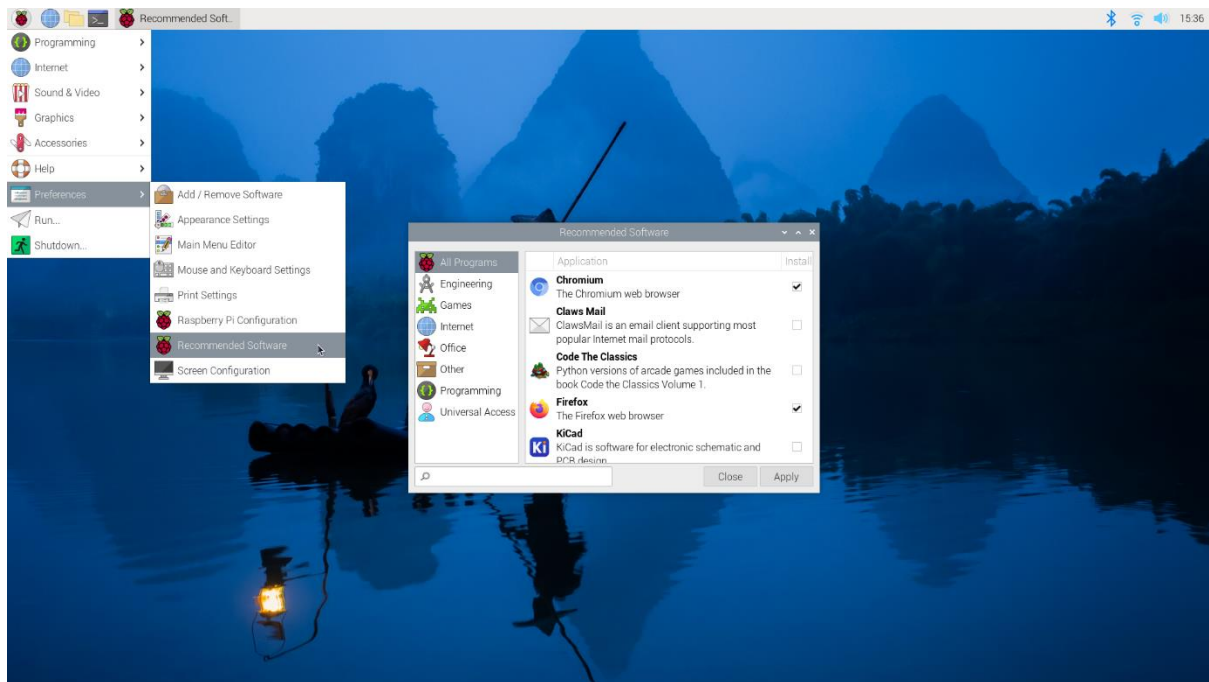 Recommended Soft..
15:36
Programming
Internet
Sound & Video
Graphics
Accessories
Help
Preferences
Run...
Shutdown...
Add / Remove Software
Appearance Settings
Main Menu Editor
Mouse and Keyboard Settings
Print Settings
Raspberry Pi Configuration
Recommended Software
Screen Configuration
Recommended Software
All Programs
Engineering
Games
Internet
Office
Other
Programming
Universal Access
Application
Install
Chromium
The Chromium web browser
Claws Mail
ClawsMail is an email client supporting most
popular Internet mail protocols.
Code The Classics
Python versions of arcade games included in the
book Code the Classics Volume 1.
Firefox
The Firefox web browser
Ki
KiCad
KiCad is software for electronic schematic and
PCB design
Close
Apply